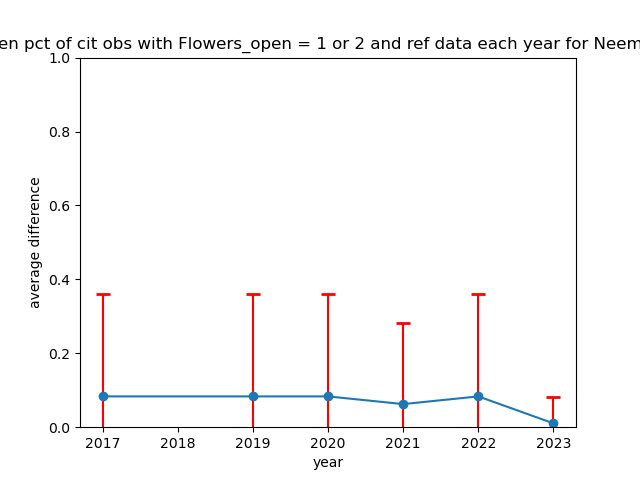 en pct of cit obs with Flowers_open = 1 or 2 and ref data each year for Neem
1.0
0.8
0.6
0.4
0.2
0.0
average difference
2017 2018 2019 2020 2021 2022 2023
year